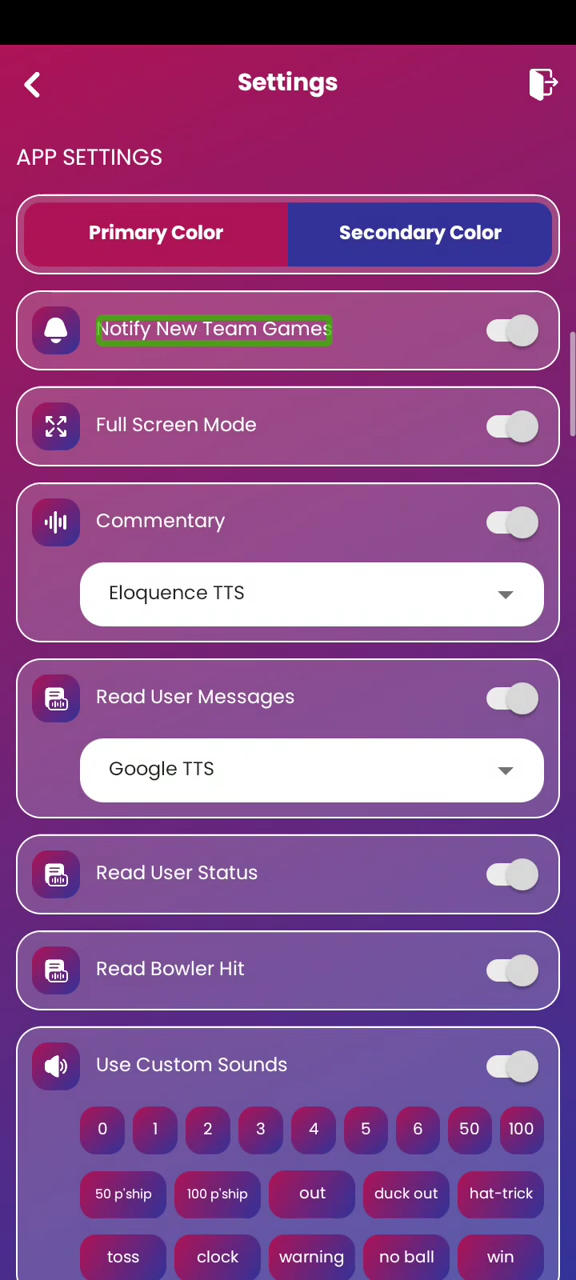 Settings
APP SETTINGS
Primary Color
Secondary Color
Notify New Team Games
Full Screen Mode
Commentary
Eloquence TTS
Read User Messages
Google TTS
Read User Status
Read Bowler Hit
Use Custom Sounds
0 1 2 3 4 5 6 50 100
50 p'ship 100 p'ship out duck out hat-trick
toss clock warning no ball win